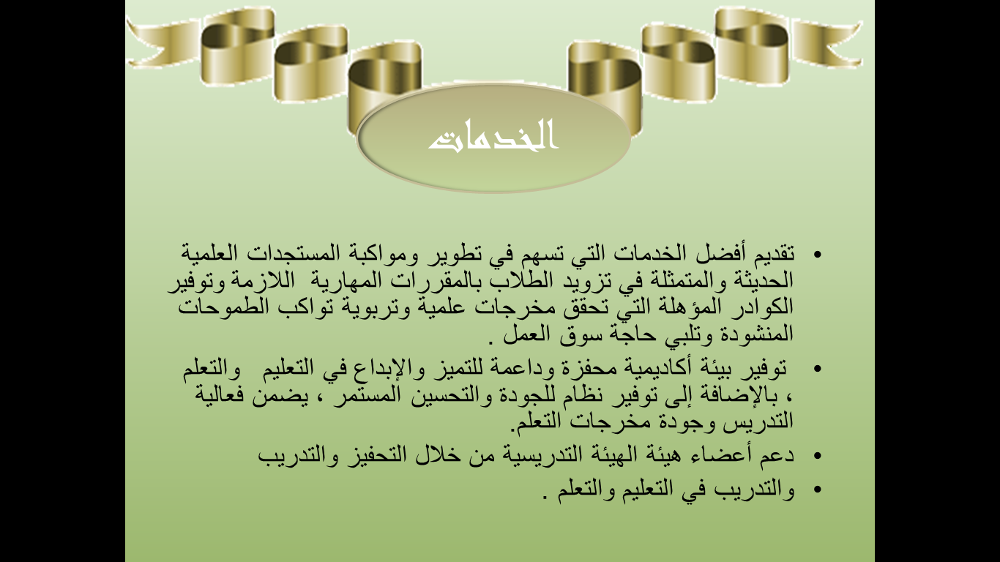 الخدمات
• تقديم أفضل الخدمات التي تسهم في تطوير ومواكبة المستجدات العلمية
الحديثة والمتمثلة في تزويد الطلاب بالمقررات المهارية اللازمة وتوفير
الكوادر المؤهلة التي تحقق مخرجات علمية وتربوية تواكب الطموحات
المنشودة وتلبي حاجة سوق العمل .
• توفير بيئة أكاديمية محفزة وداعمة للتميز والإبداع في التعليم والتعلم
، بالإضافة إلى توفير نظام للجودة والتحسين المستمر ، يضمن فعالية
التدريس وجودة مخرجات التعلم.
• دعم أعضاء هيئة الهيئة التدريسية من خلال التحفيز والتدريب
• والتدريب في التعليم والتعلم .